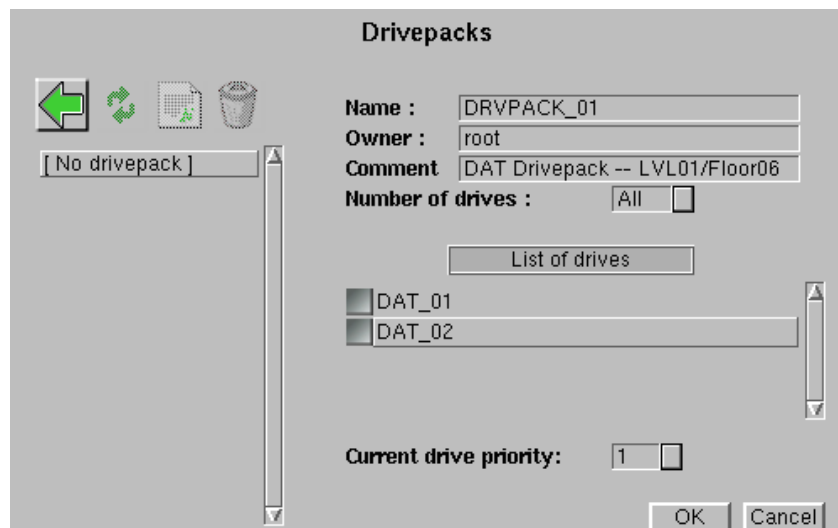 Drivepacks
[ No drivepack ]
Name : DRVPACK_01
Owner : root
Comment DAT Drivepack -- LVL01/Floor06
Number of drives : All
List of drives
DAT_01
DAT_02
Current drive priority: 1
OK Cancel